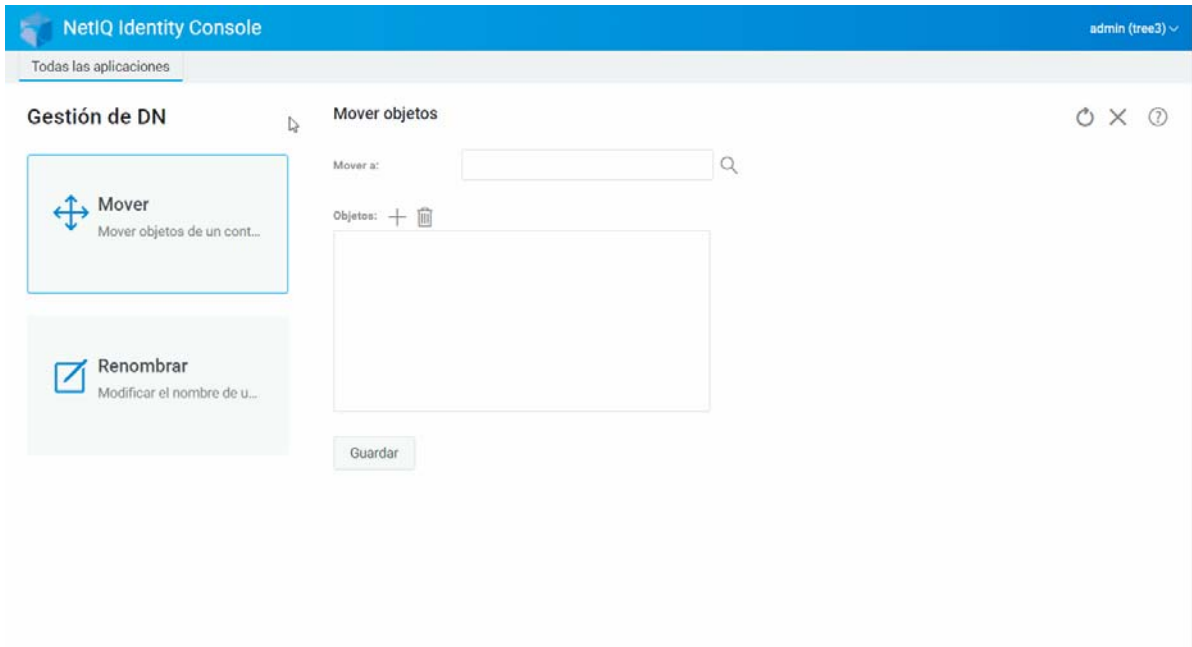 NetIQ Identity Console
admin (tree3)
Todas las aplicaciones
Gestión de DN
Mover
Mover objetos de un cont...
Renombrar
Modificar el nombre de u...
Mover objetos
Mover a:
Objetos:
Guardar